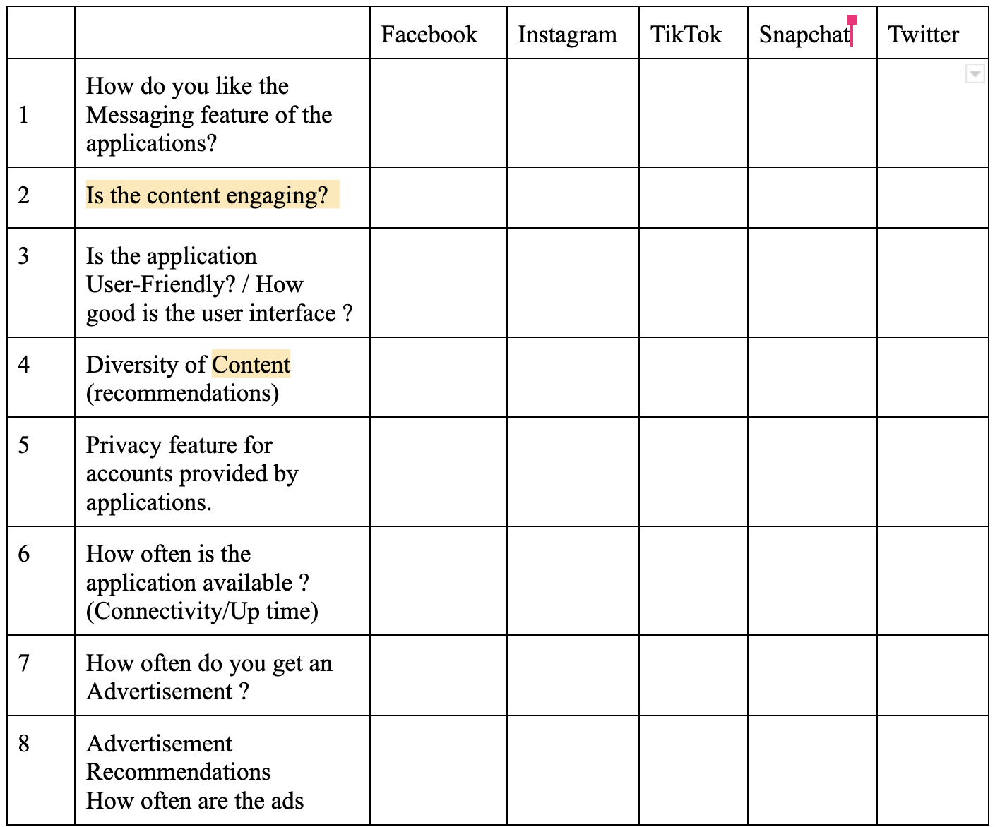 Facebook Instagram TikTok Snapchat Twitter
1
How do you like the
Messaging feature of the
applications?
2
Is the content engaging?
3
Is the application
User-Friendly? / How
good is the user interface ?
4
Diversity of Content
(recommendations)
5
Privacy feature for
accounts provided by
applications.
6
How often is the
application available ?
(Connectivity/Up time)
7
How often do you get an
Advertisement ?
8
Advertisement
Recommendations
How often are the ads